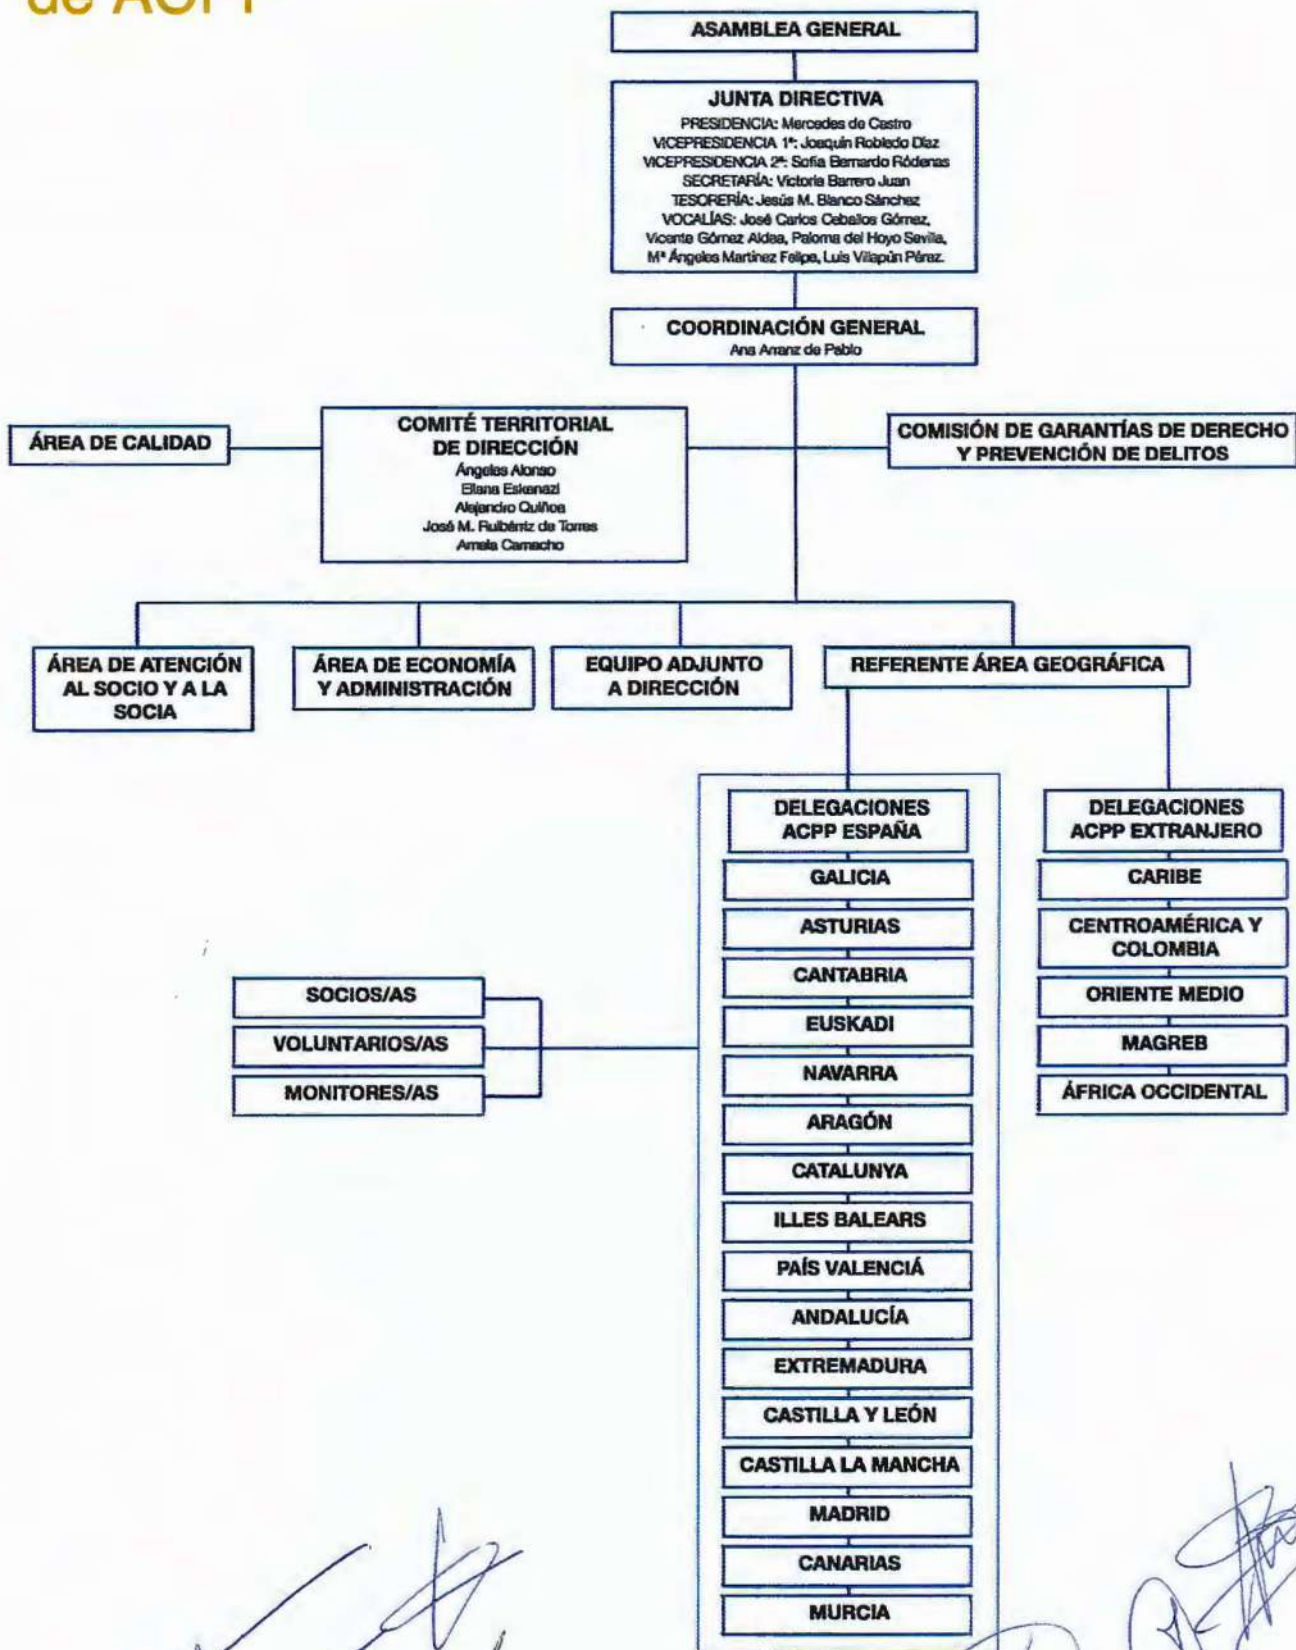 de ACPP
ASAMBLEA GENERAL
JUNTA DIRECTIVA
PRESIDENCIA: Mercedes de Castro
VICEPRESIDENCIA 1ª: Joaquín Robledo Díaz
VICEPRESIDENCIA 2ª: Sofía Bernardo Ródenas
SECRETARÍA: Victoria Barrero Juan
TESORERÍA: Jesús M. Blanco Sánchez
VOCALÍAS: José Carlos Ceballos Gómez,
Vicente Gómez Aldea, Paloma del Hoyo Sevilla,
Mª Ángeles Martínez Felipe, Luis Villapún Pérez.
COORDINACIÓN GENERAL
Ana Arranz de Pablo
ÁREA DE CALIDAD
COMITÉ TERRITORIAL
DE DIRECCIÓN
Ángeles Alonso
Eliana Eskenazi
Alejandro Quiñoa
José M. Ruibérriz de Torres
Amela Camacho
COMISIÓN DE GARANTÍAS DE DERECHO
Y PREVENCIÓN DE DELITOS
ÁREA DE ATENCIÓN
AL SOCIO Y A LA
SOCIA
ÁREA DE ECONOMÍA
Y ADMINISTRACIÓN
EQUIPO ADJUNTO
A DIRECCIÓN
REFERENTE ÁREA GEOGRÁFICA
SOCIOS/AS
VOLUNTARIOS/AS
MONITORES/AS
DELEGACIONES
ACPP ESPAÑA
GALICIA
ASTURIAS
CANTABRIA
EUSKADI
NAVARRA
ARAGÓN
CATALUNYA
ILLES BALEARS
PAÍS VALENCIÁ
ANDALUCÍA
EXTREMADURA
CASTILLA Y LEÓN
CASTILLA LA MANCHA
MADRID
CANARIAS
MURCIA
DELEGACIONES
ACPP EXTRANJERO
CARIBE
CENTROAMÉRICA Y
COLOMBIA
ORIENTE MEDIO
MAGREB
ÁFRICA OCCIDENTAL